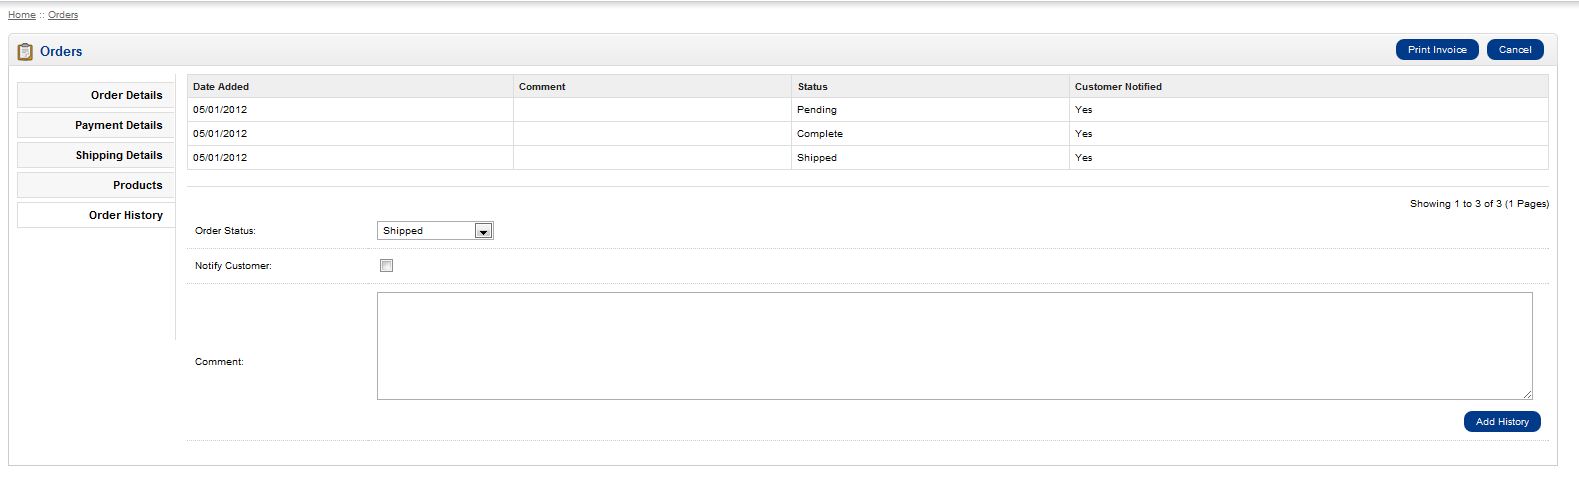 Home :: Orders
Orders
Print Invoice
Cancel
Order Details
Payment Details
Shipping Details
Products
Order History
Date Added Comment Status Customer Notified
05/01/2012 Pending Yes
05/01/2012 Complete Yes
05/01/2012 Shipped Yes
Showing 1 to 3 of 3 (1 Pages)
Order Status: Shipped
Notify Customer:
Comment:
Add History